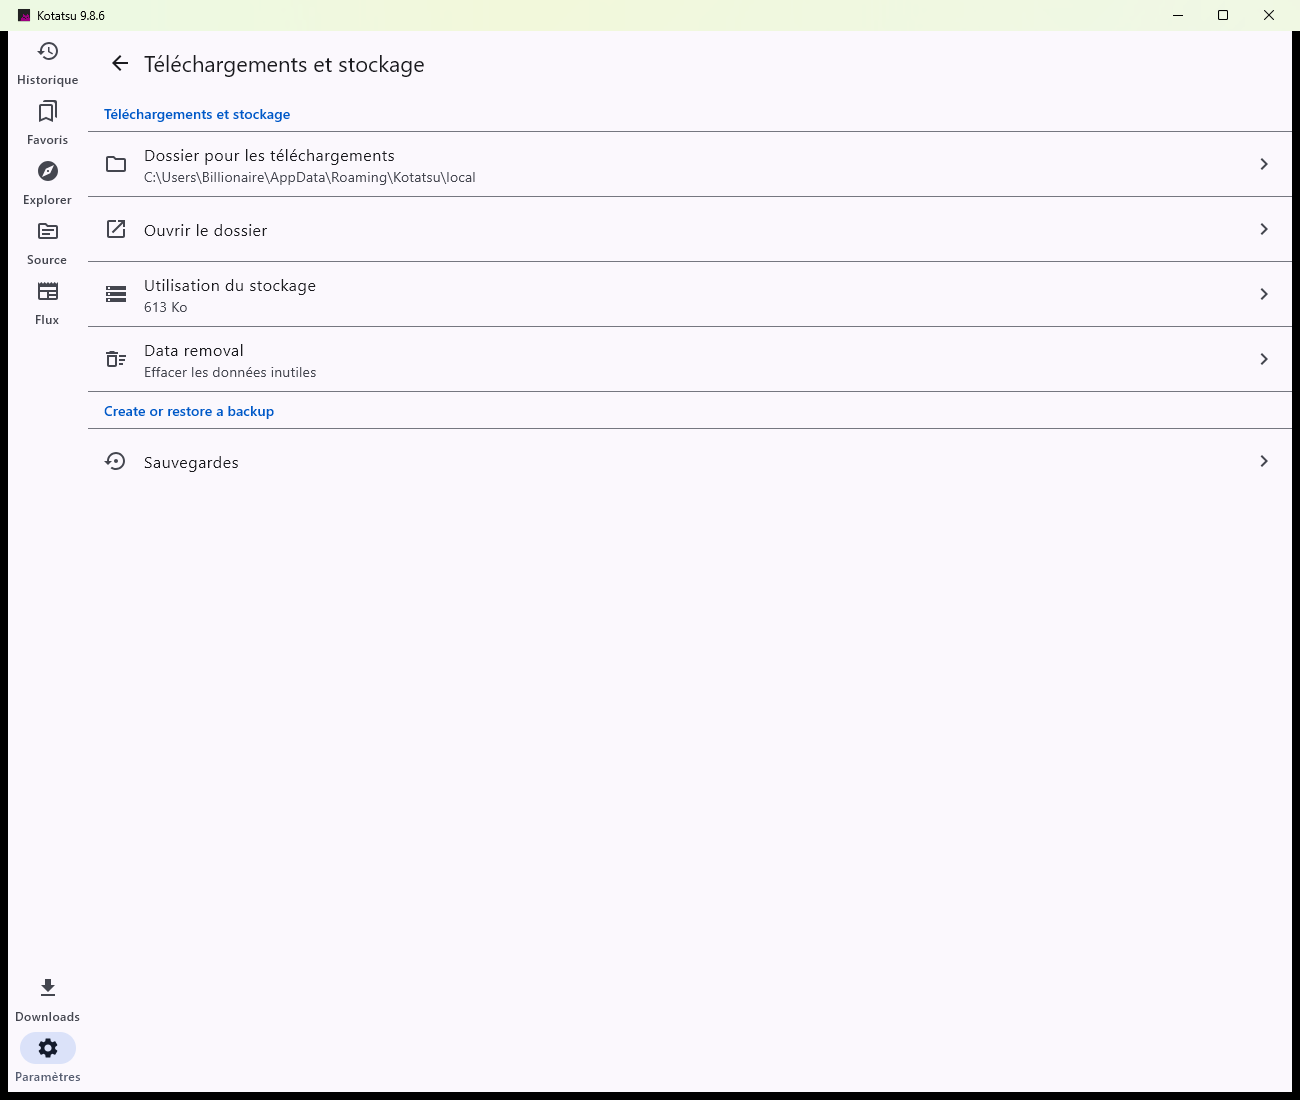 Kotatsu 9.8.6
Historique
Favoris
Explorer
Source
Flux
Downloads
Paramètres
Téléchargements et stockage
Téléchargements et stockage
Dossier pour les téléchargements
C:\Users\Billionaire\AppData\Roaming\Kotatsu\local
Ouvrir le dossier
Utilisation du stockage
613 Ko
Data removal
Effacer les données inutiles
Create or restore a backup
Sauvegardes